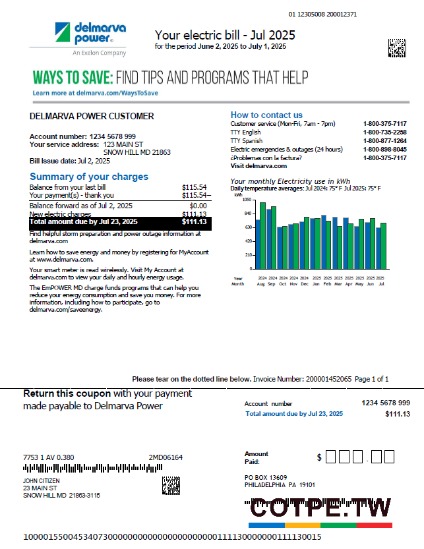 01 12305008 200012371
delmarva
power®
An Exelon Company
Your electric bill - Jul 2025
for the period June 2, 2025 to July 1, 2025
WAYS TO SAVE: FIND TIPS AND PROGRAMS THAT HELP
Learn more at delmarva.com/WaysToSave
DELMARVA POWER CUSTOMER
Account number: 1234 5678 999
Your service address: 123 MAIN ST
SNOW HILL MD 21863
Bill Issue date: Jul 2, 2025
Summary of your charges
Balance from your last bill $115.54
Your payment(s) - thank you $115.54-
Balance forward as of Jul 2, 2025 $0.00
New electric charges $111.13
Total amount due by Jul 23, 2025 $111.13
Find helpful storm preparation and power outage information at
delmarva.com
Learn how to save energy and money by registering for MyAccount
at www.delmarva.com.
Your smart meter is read wirelessly. Visit My Account at
delmarva.com to view your daily and hourly energy usage.
The EmPOWER MD charge funds programs that can help you
reduce your energy consumption and save you money. For more
information, including how to participate, go to
delmarva.com/saveenergy.
How to contact us
Customer service (Mon-Fri, 7am - 7pm) 1-800-375-7117
TTY English 1-800-735-2258
TTY Spanish 1-800-877-1264
Electric emergencies & outages (24 hours) 1-800-898-8045
¿Problemas con la factura? 1-800-375-7117
Visit delmarva.com
Your monthly Electricity use in kWh
Daily temperature averages: Jul 2024: 75° F Jul 2025: 75° F
kWh
1000
800
600
400
200
0
Year 2024 2024 2024 2024 2024 2025 2025 2025 2025 2025 2025 2025
Month Aug Sep Oct Nov Dec Jan Feb Mar Apr May Jun Jul
Please tear on the dotted line below. Invoice Number: 200001452065 Page 1 of 1
Return this coupon with your payment
made payable to Delmarva Power
Account number 1234 5678 999
Total amount due by Jul 23, 2025 $111.13
7753 1 AV 0.380 2MD06164
JOHN CITIZEN
23 MAIN ST
SNOW HILL MD 21863-3116
Amount
Paid: $ .
PO BOX 13609
PHILADELPHIA PA 19101
COTPE.TW